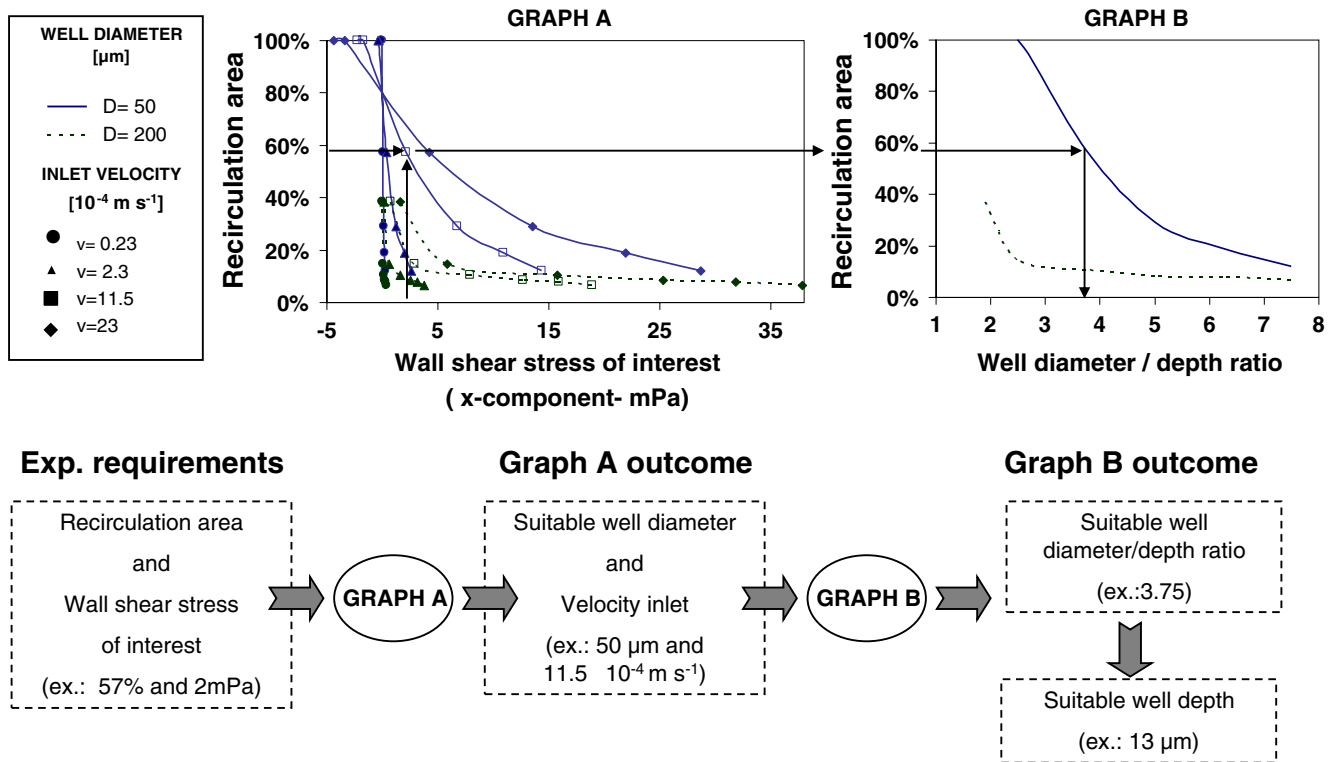 WELL DIAMETER
[µm]
D= 50
D= 200
INLET VELOCITY
[10-4 m s-1]
v= 0.23
v= 2.3
v=11.5
v=23
GRAPH A
Recirculation area
100%
80%
60%
40%
20%
0%
-5 5 15 25 35
Wall shear stress of interest
( x-component- mPa)
GRAPH B
Recirculation area
100%
80%
60%
40%
20%
0%
1 2 3 4 5 6 7 8
Well diameter / depth ratio
Exp. requirements
Recirculation area
and
Wall shear stress
of interest
(ex.: 57% and 2mPa)
GRAPH A
Graph A outcome
Suitable well diameter
and
Velocity inlet
(ex.: 50 µm and
11.5 10-4 m s-1)
GRAPH B
Graph B outcome
Suitable well
diameter/depth ratio
(ex.:3.75)
Suitable well depth
(ex.: 13 µm)